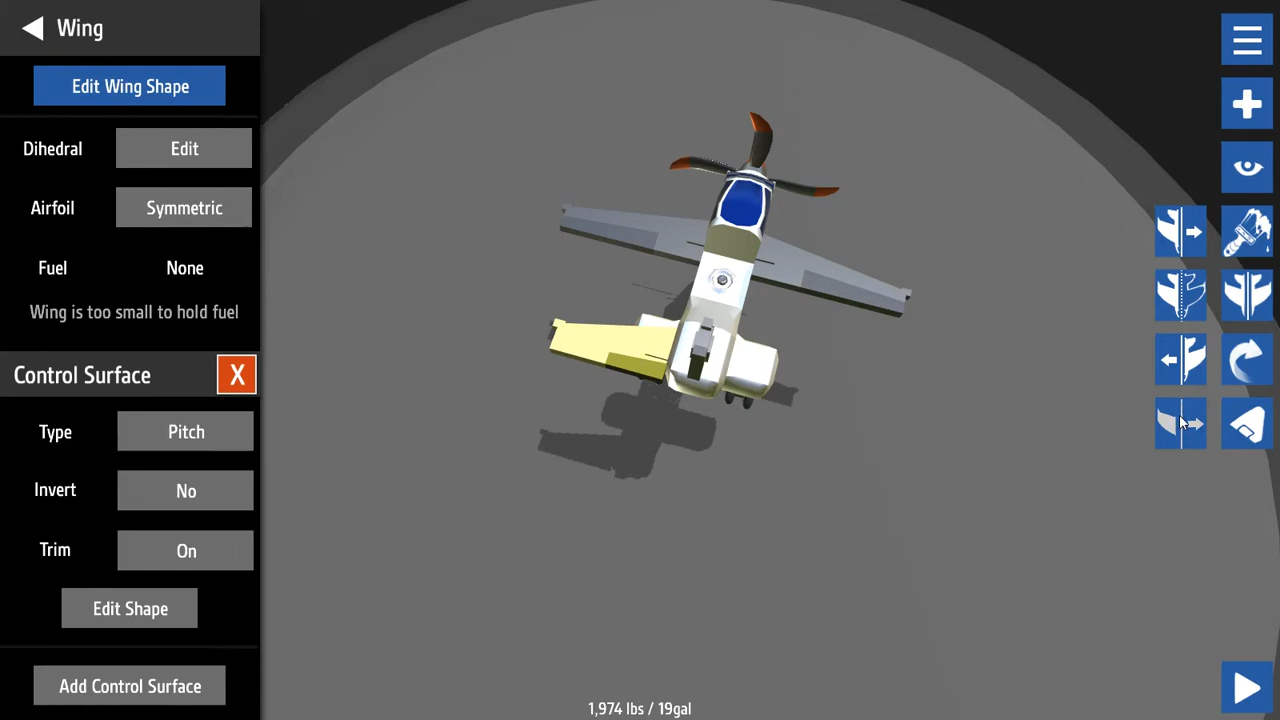 Wing
Edit Wing Shape
Dihedral Edit
Airfoil Symmetric
Fuel None
Wing is too small to hold fuel
Control Surface X
Type Pitch
Invert No
Trim On
Edit Shape
Add Control Surface
1,974 lbs / 19gal